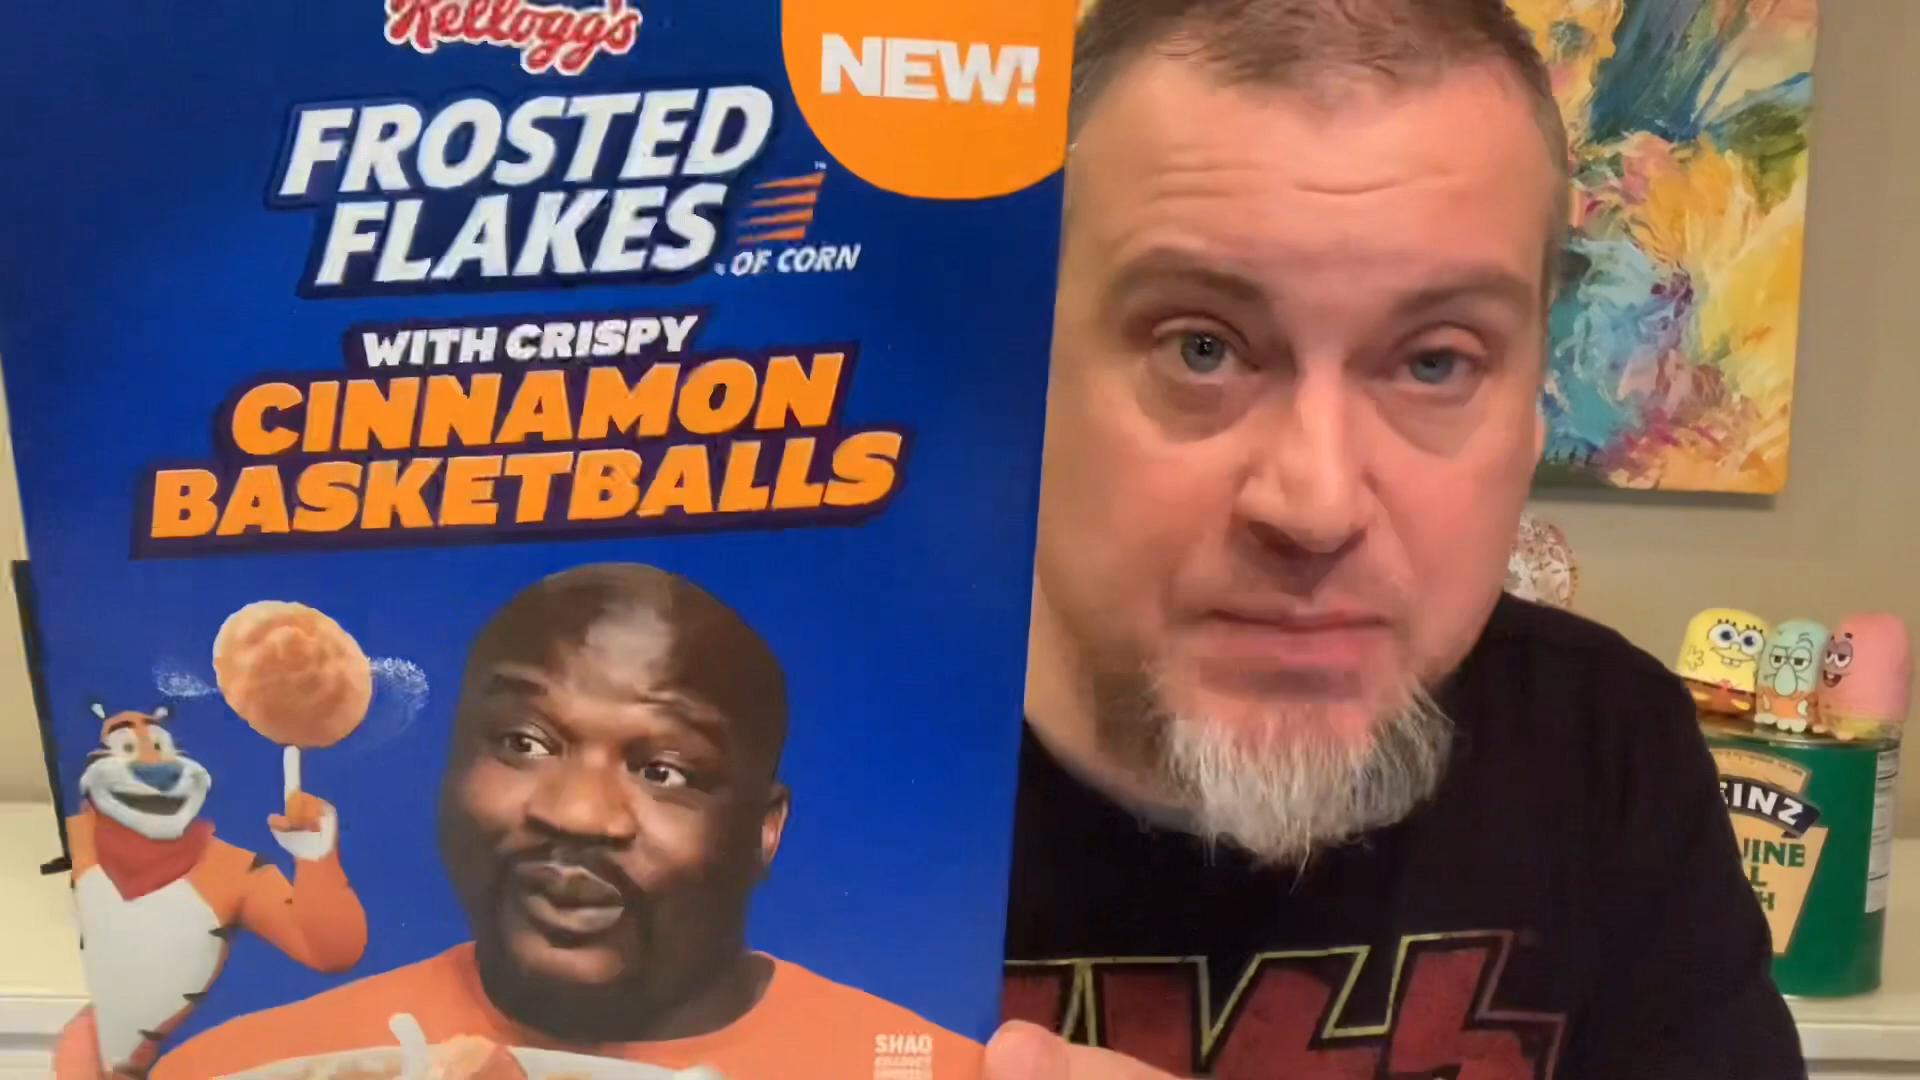 Kellogg's
NEW!
FROSTED
FLAKES
OF CORN
WITH CRISPY
CINNAMON
BASKETBALLS
SHAQ